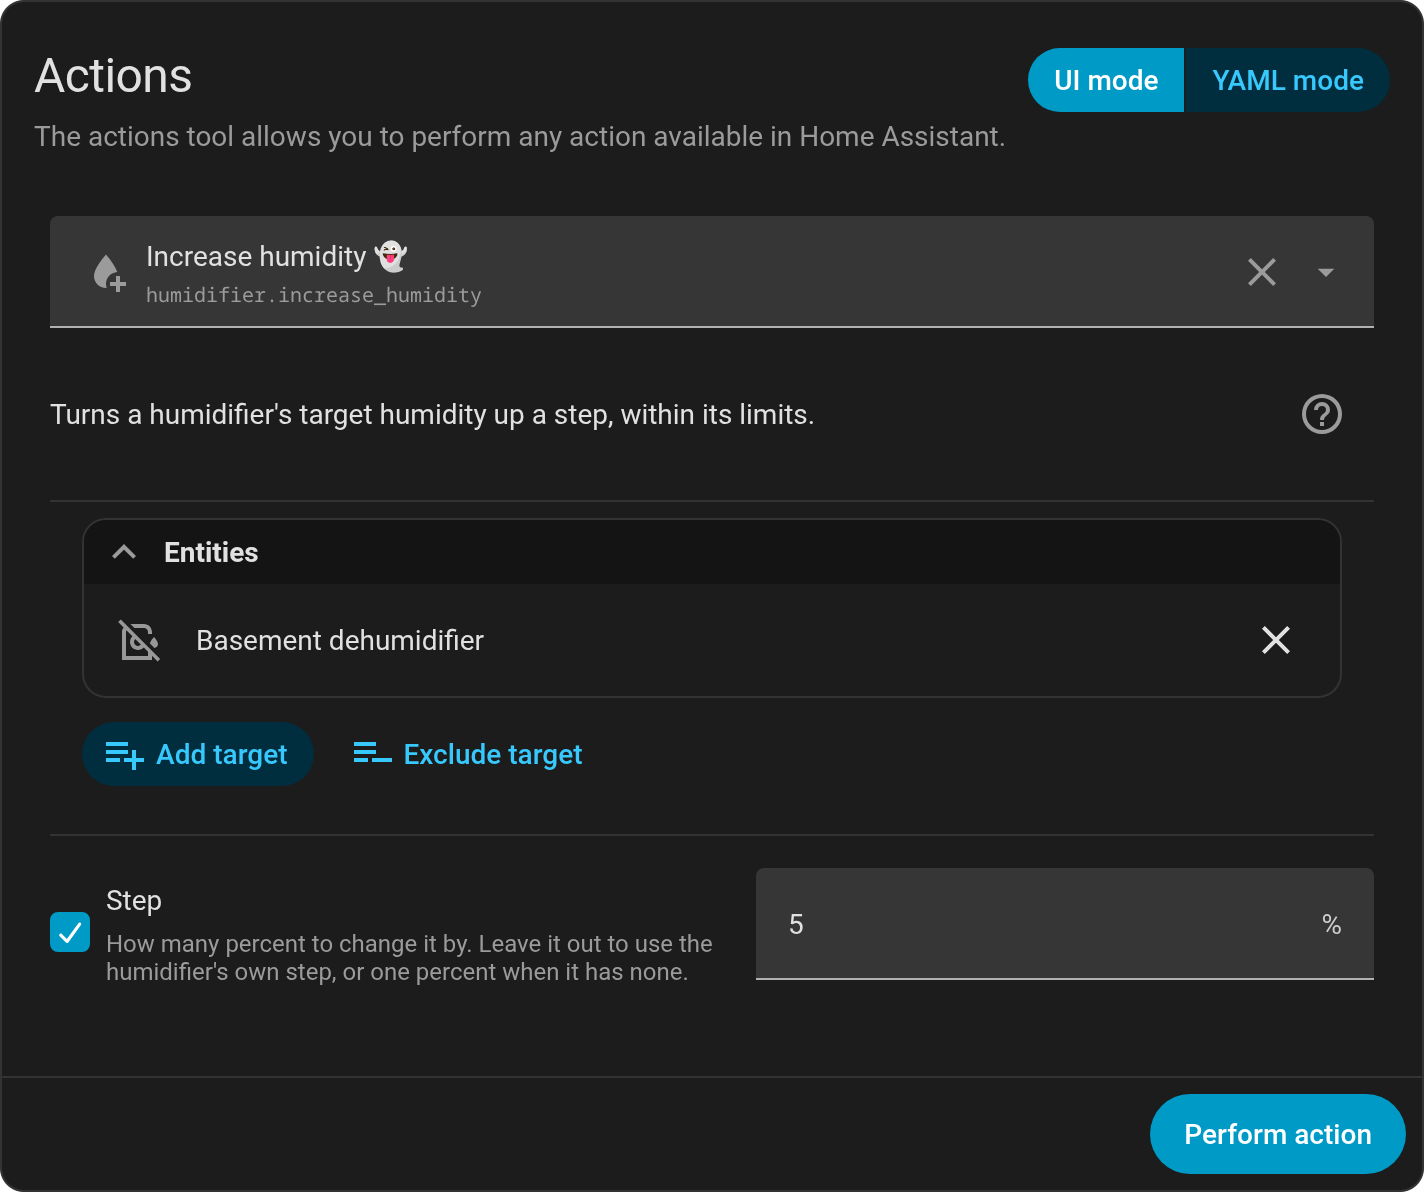 Actions
UI mode
YAML mode
The actions tool allows you to perform any action available in Home Assistant.
Increase humidity 👻
humidifier.increase_humidity
Turns a humidifier's target humidity up a step, within its limits.
Entities
Basement dehumidifier
Add target
Exclude target
Step
How many percent to change it by. Leave it out to use the
humidifier's own step, or one percent when it has none.
5
%
Perform action